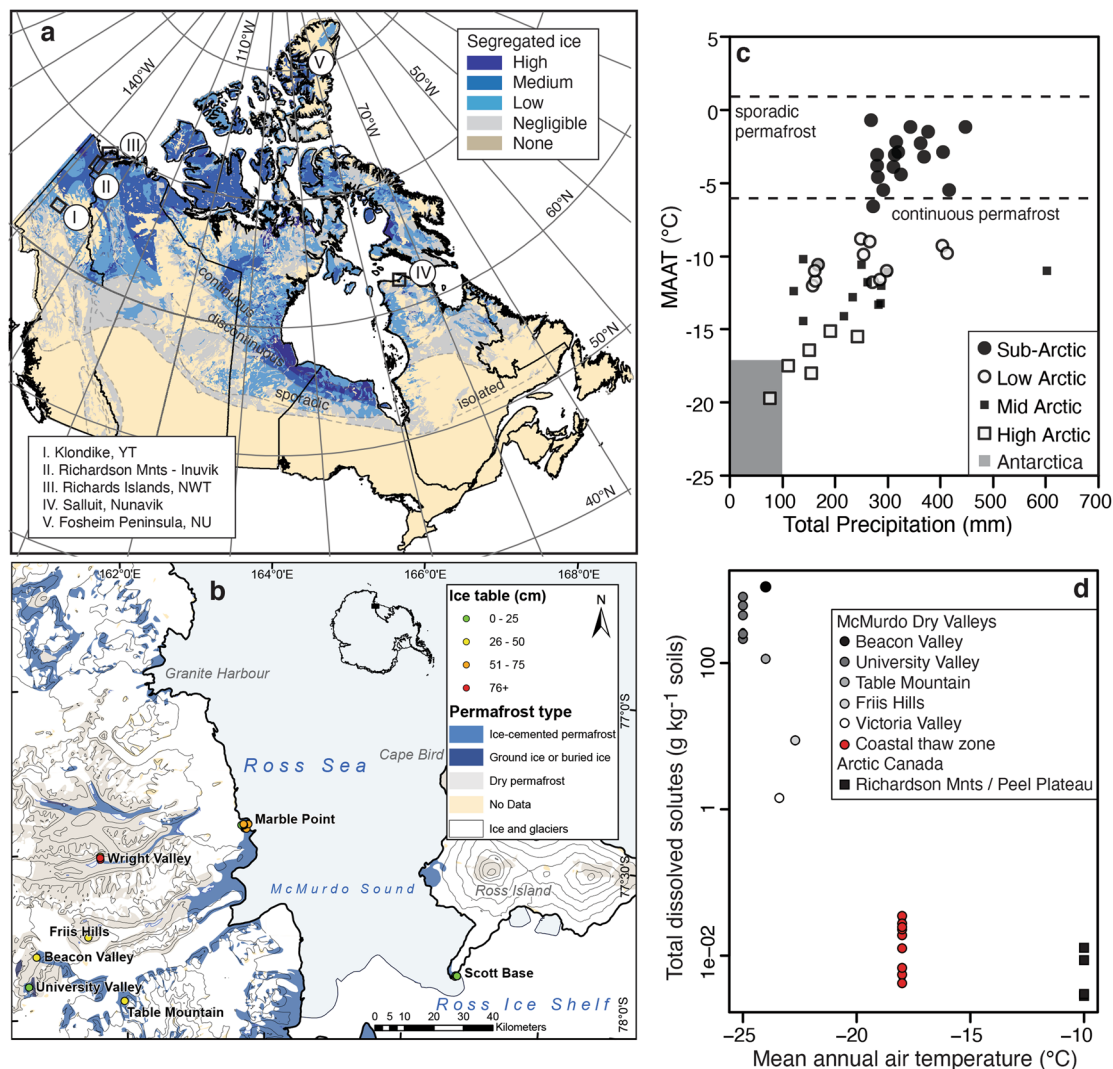 a
140°W
110°W
50°W
70°W
60°N
50°N
40°N
Segregated ice
High
Medium
Low
Negligible
None
I
II
III
IV
V
continuous
discontinuous
sporadic
isolated
I. Klondike, YT
II. Richardson Mnts - Inuvik
III. Richards Islands, NWT
IV. Salluit, Nunavik
V. Fosheim Peninsula, NU
b
162°0'E
164°0'E
166°0'E
168°0'E
77°0'S
77°30'S
78°0'S
Ice table (cm)
0 - 25
26 - 50
51 - 75
76+
N
Permafrost type
Ice-cemented permafrost
Ground ice or buried ice
Dry permafrost
No Data
Ice and glaciers
Granite Harbour
Cape Bird
Ross Sea
Marble Point
Wright Valley
McMurdo Sound
Ross Island
Friis Hills
Beacon Valley
University Valley
Table Mountain
Scott Base
Ross Ice Shelf
0 5 10 20 30 40
Kilometers
c
5
0
-5
-10
-15
-20
-25
MAAT (°C)
sporadic
permafrost
continuous permafrost
Sub-Arctic
Low Arctic
Mid Arctic
High Arctic
Antarctica
0 100 200 300 400 500 600 700
Total Precipitation (mm)
d
Total dissolved solutes (g kg⁻¹ soils)
100
1
1e-02
McMurdo Dry Valleys
Beacon Valley
University Valley
Table Mountain
Friis Hills
Victoria Valley
Coastal thaw zone
Arctic Canada
Richardson Mnts / Peel Plateau
−25 −20 −15 −10
Mean annual air temperature (°C)